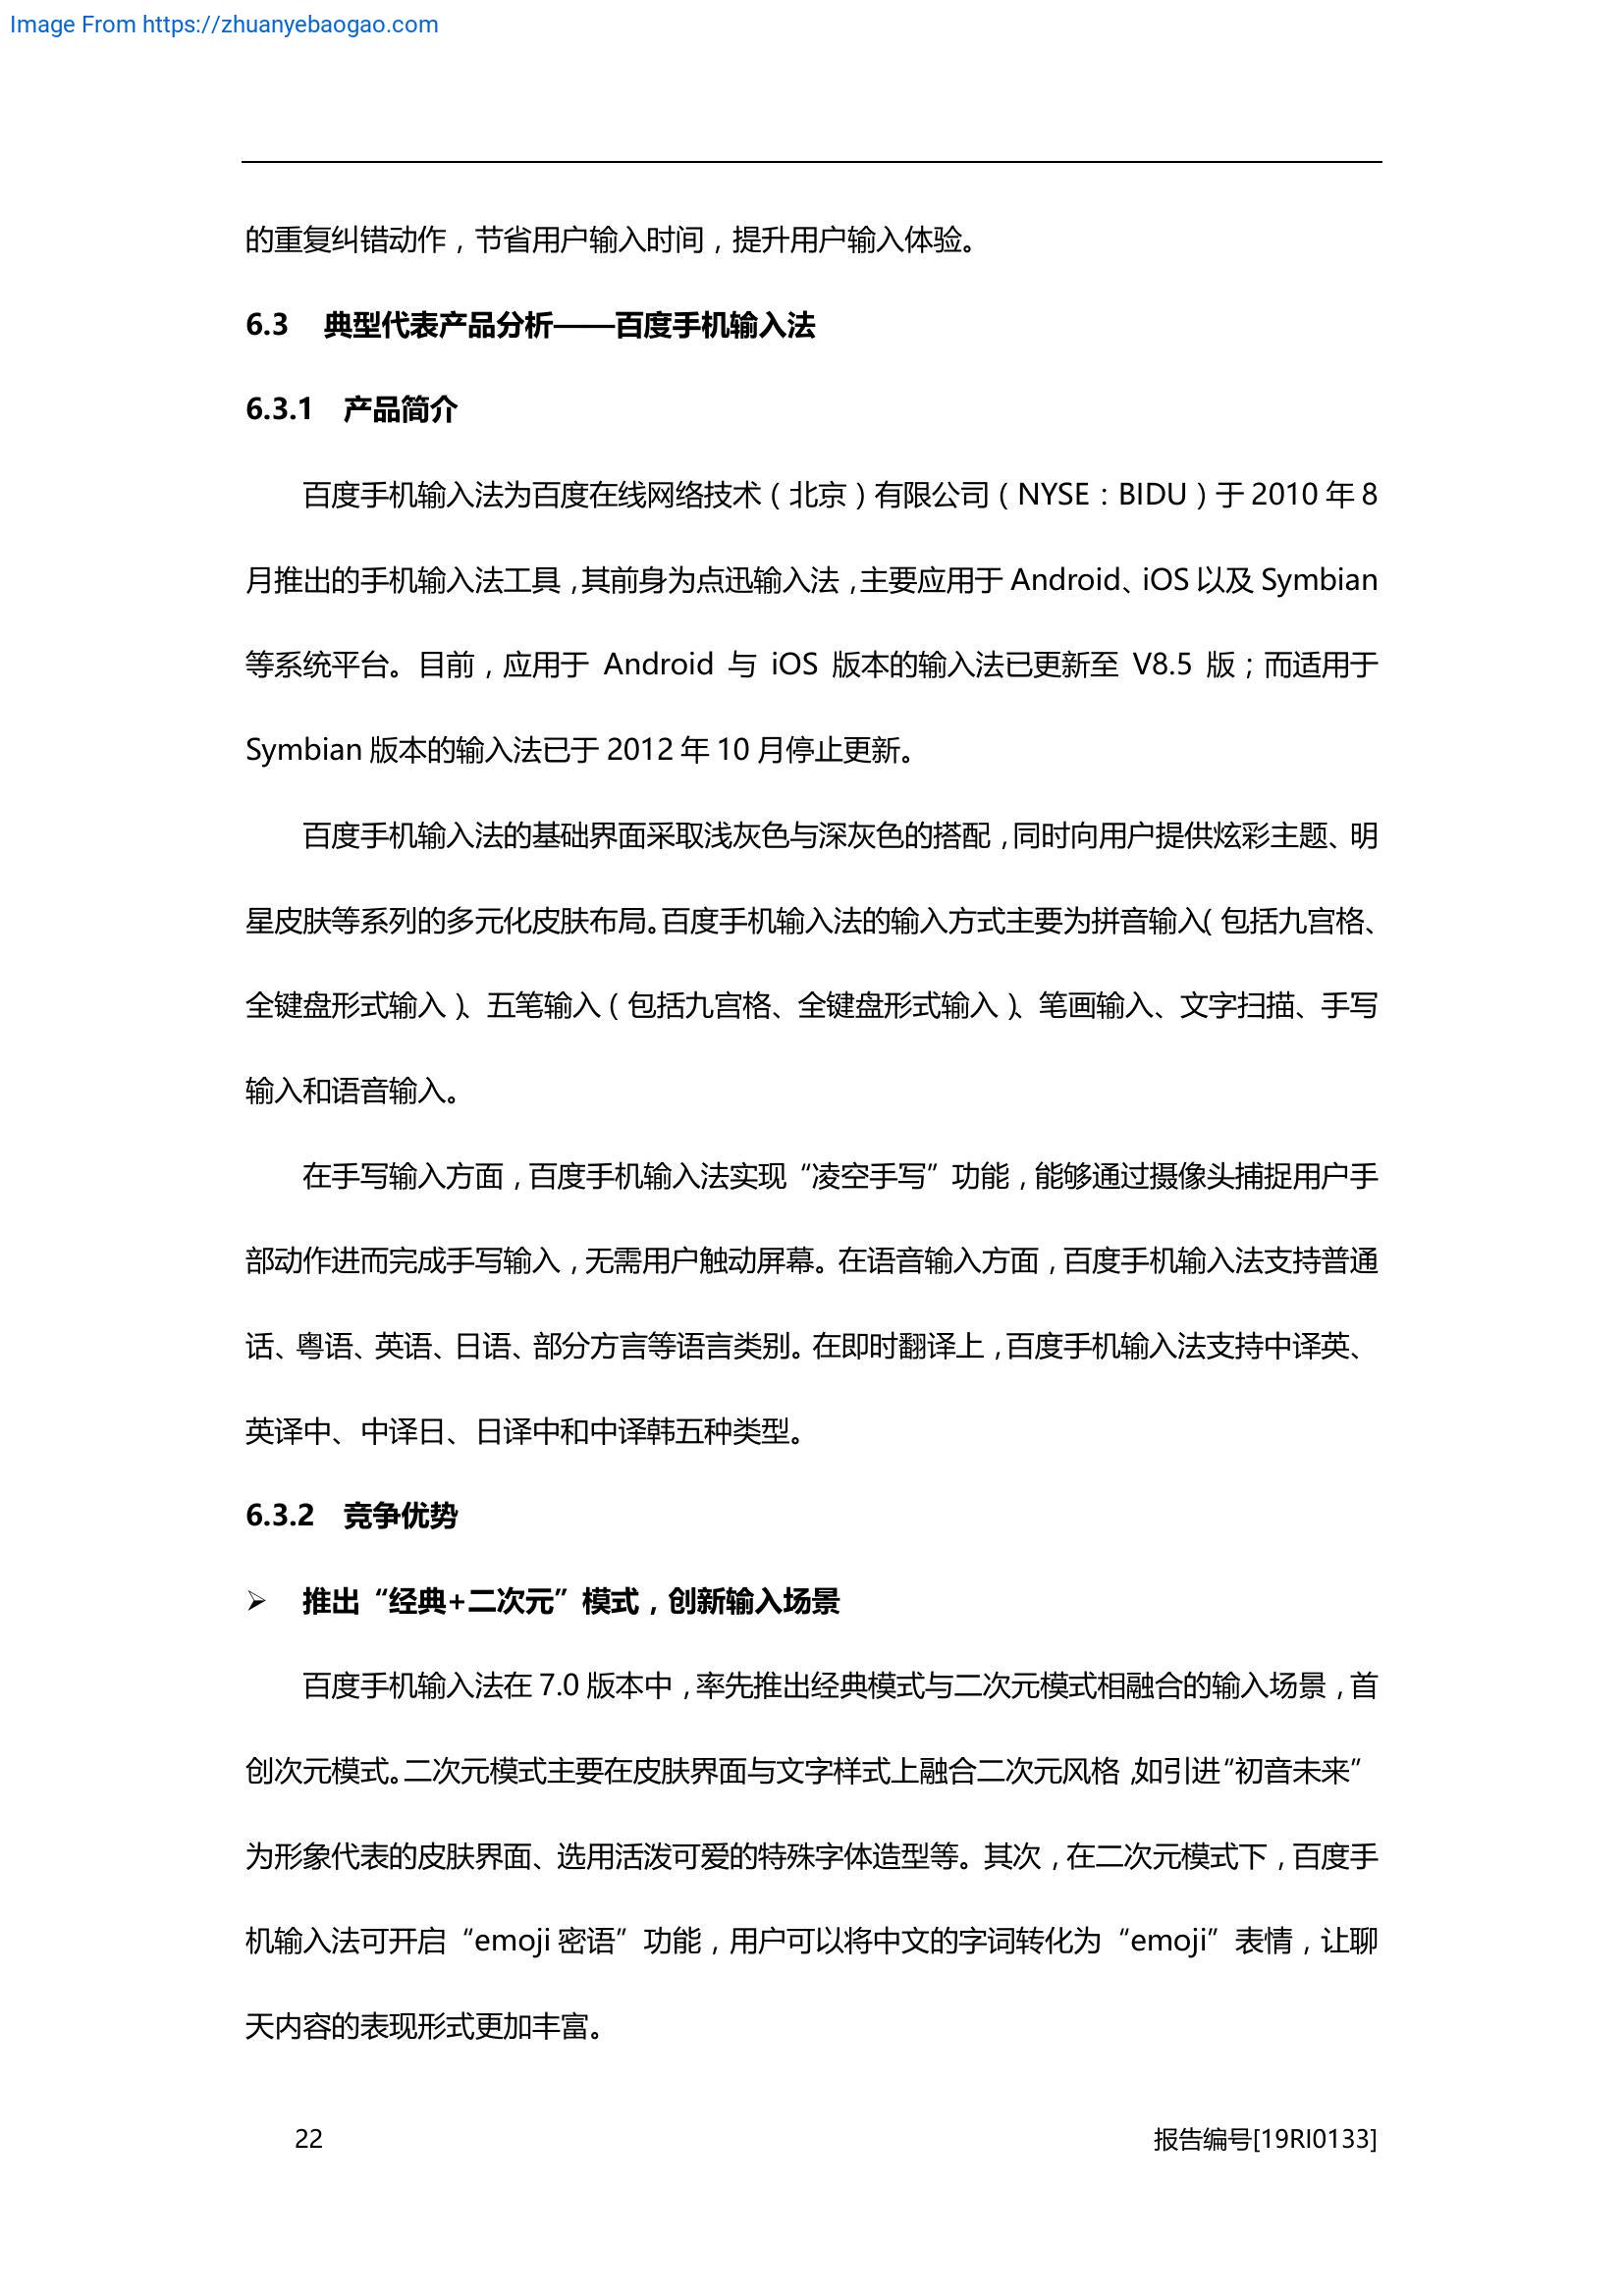 Image From https://zhuanyebaogao.com
的重复纠错动作，节省用户输入时间，提升用户输入体验。
6.3 典型代表产品分析——百度手机输入法
6.3.1 产品简介
百度手机输入法为百度在线网络技术（北京）有限公司（NYSE：BIDU）于 2010 年 8
月推出的手机输入法工具，其前身为点迅输入法，主要应用于 Android、iOS 以及 Symbian
等系统平台。目前，应用于 Android 与 iOS 版本的输入法已更新至 V8.5 版；而适用于
Symbian 版本的输入法已于 2012 年 10 月停止更新。
百度手机输入法的基础界面采取浅灰色与深灰色的搭配，同时向用户提供炫彩主题、明
星皮肤等系列的多元化皮肤布局。百度手机输入法的输入方式主要为拼音输入（包括九宫格、
全键盘形式输入）、五笔输入（包括九宫格、全键盘形式输入）、笔画输入、文字扫描、手写
输入和语音输入。
在手写输入方面，百度手机输入法实现“凌空手写”功能，能够通过摄像头捕捉用户手
部动作进而完成手写输入，无需用户触动屏幕。在语音输入方面，百度手机输入法支持普通
话、粤语、英语、日语、部分方言等语言类别。在即时翻译上，百度手机输入法支持中译英、
英译中、中译日、日译中和中译韩五种类型。
6.3.2 竞争优势
➢ 推出“经典+二次元”模式，创新输入场景
百度手机输入法在 7.0 版本中，率先推出经典模式与二次元模式相融合的输入场景，首
创次元模式。二次元模式主要在皮肤界面与文字样式上融合二次元风格，如引进“初音未来”
为形象代表的皮肤界面、选用活泼可爱的特殊字体造型等。其次，在二次元模式下，百度手
机输入法可开启“emoji 密语”功能，用户可以将中文的字词转化为“emoji”表情，让聊
天内容的表现形式更加丰富。
22 报告编号[19RI0133]